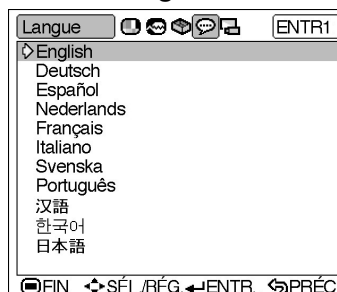 Langue ENTR1
English
Deutsch
Español
Nederlands
Français
Italiano
Svenska
Português
汉語
한국어
日本語
FIN SÉL./RÉG. ENTR. PRÉC